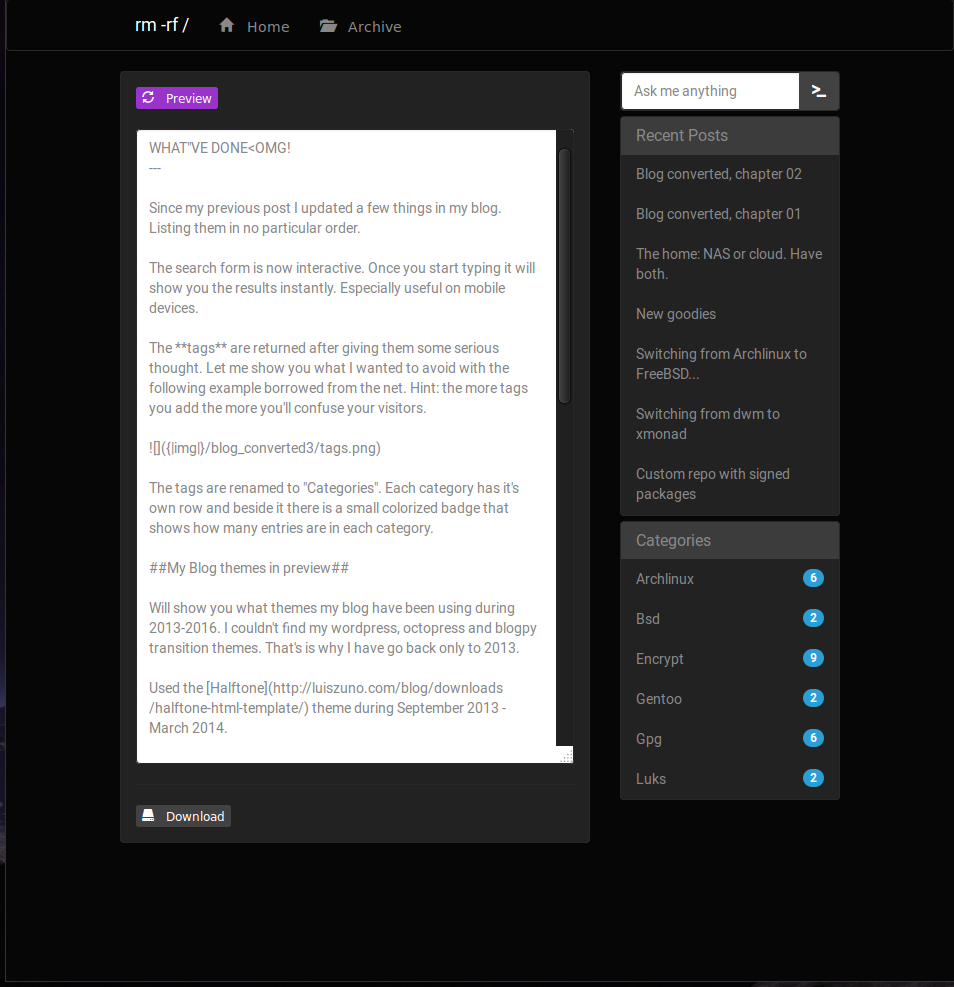 rm -rf / Home Archive
Preview
WHAT"VE DONE<OMG!
---
Since my previous post I updated a few things in my blog.
Listing them in no particular order.
The search form is now interactive. Once you start typing it will
show you the results instantly. Especially useful on mobile
devices.
The **tags** are returned after giving them some serious
thought. Let me show you what I wanted to avoid with the
following example borrowed from the net. Hint: the more tags
you add the more you'll confuse your visitors.
![]({|img|}/blog_converted3/tags.png)
The tags are renamed to "Categories". Each category has it's
own row and beside it there is a small colorized badge that
shows how many entries are in each category.
##My Blog themes in preview##
Will show you what themes my blog have been using during
2013-2016. I couldn't find my wordpress, octopress and blogpy
transition themes. That's is why I have go back only to 2013.
Used the [Halftone](http://luiszuno.com/blog/downloads
/halftone-html-template/) theme during September 2013 -
March 2014.
Download
Ask me anything
Recent Posts
Blog converted, chapter 02
Blog converted, chapter 01
The home: NAS or cloud. Have
both.
New goodies
Switching from Archlinux to
FreeBSD...
Switching from dwm to
xmonad
Custom repo with signed
packages
Categories
Archlinux 6
Bsd 2
Encrypt 9
Gentoo 2
Gpg 6
Luks 2